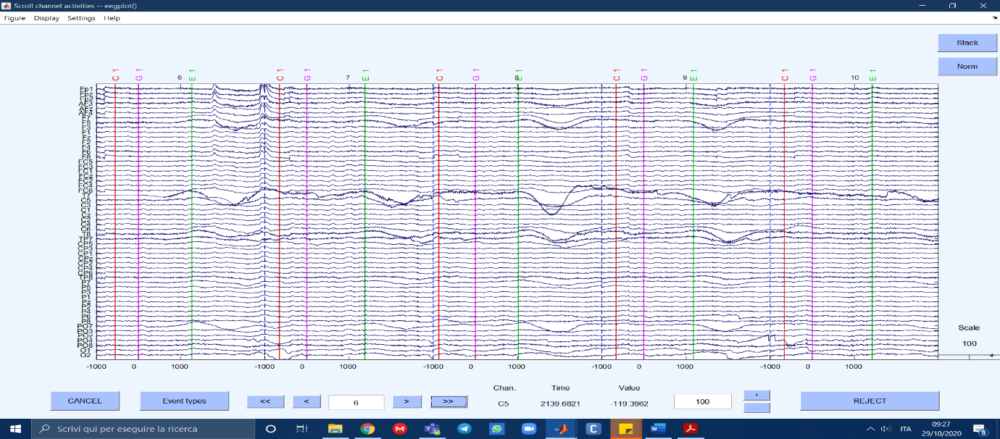 Scroll channel activities -- eegplot()
Figure Display Settings Help
Stack
Norm
C 1 G 1 6 E 1 C 1 G 1 7 E 1 C 1 G 1 8 E 1 C 1 G 1 9 E 1 C 1 G 1 10 E 1
Fp1
Fpz
Fp2
AF3
AFz
AF4
F7
F5
F3
F1
Fz
F2
F4
F6
F8
FC5
FC3
FC1
FCz
FC2
FC4
FC6
T7
C5
C3
C1
Cz
C2
C4
C6
T8
TP7
CP5
CP3
CP1
CPz
CP2
CP4
CP6
TP8
P7
P5
P3
P1
Pz
P2
P4
P6
P8
PO7
PO3
POz
PO4
PO8
O1
O2
Scale
100
-1000 0 1000 -1000 0 1000 -1000 0 1000 -1000 0 1000 -1000 0 1000
Chan. Time Value
CANCEL Event types << < 6 > >> C5 2139.6821 -119.3962 100 + - REJECT
Scrivi qui per eseguire la ricerca
ITA
09:27
29/10/2020
8